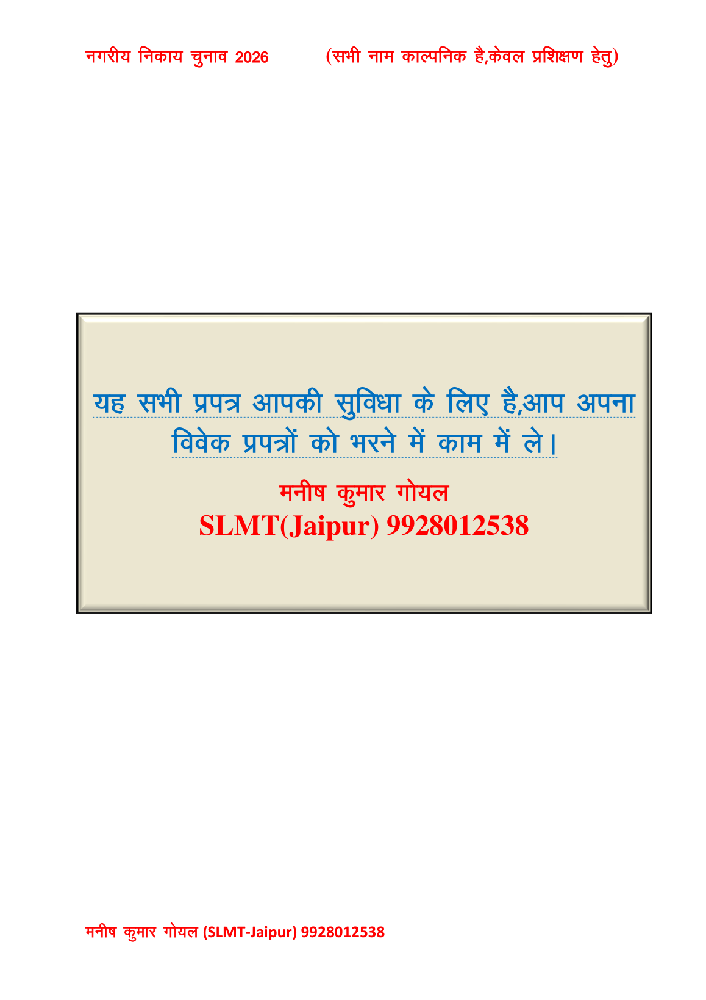 नगरीय निकाय चुनाव 2026 (सभी नाम काल्पनिक है,केवल प्रशिक्षण हेतु)
यह सभी प्रपत्र आपकी सुविधा के लिए है,आप अपना
विवेक प्रपत्रों को भरने में काम में ले।
मनीष कुमार गोयल
SLMT(Jaipur) 9928012538
मनीष कुमार गोयल (SLMT-Jaipur) 9928012538